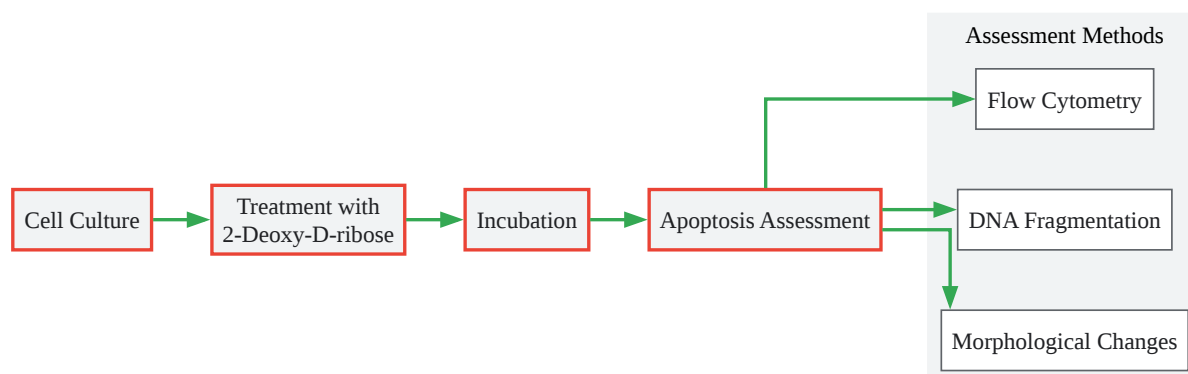 Assessment Methods
Flow Cytometry
Cell Culture
Treatment with
2-Deoxy-D-ribose
Incubation
Apoptosis Assessment
DNA Fragmentation
Morphological Changes